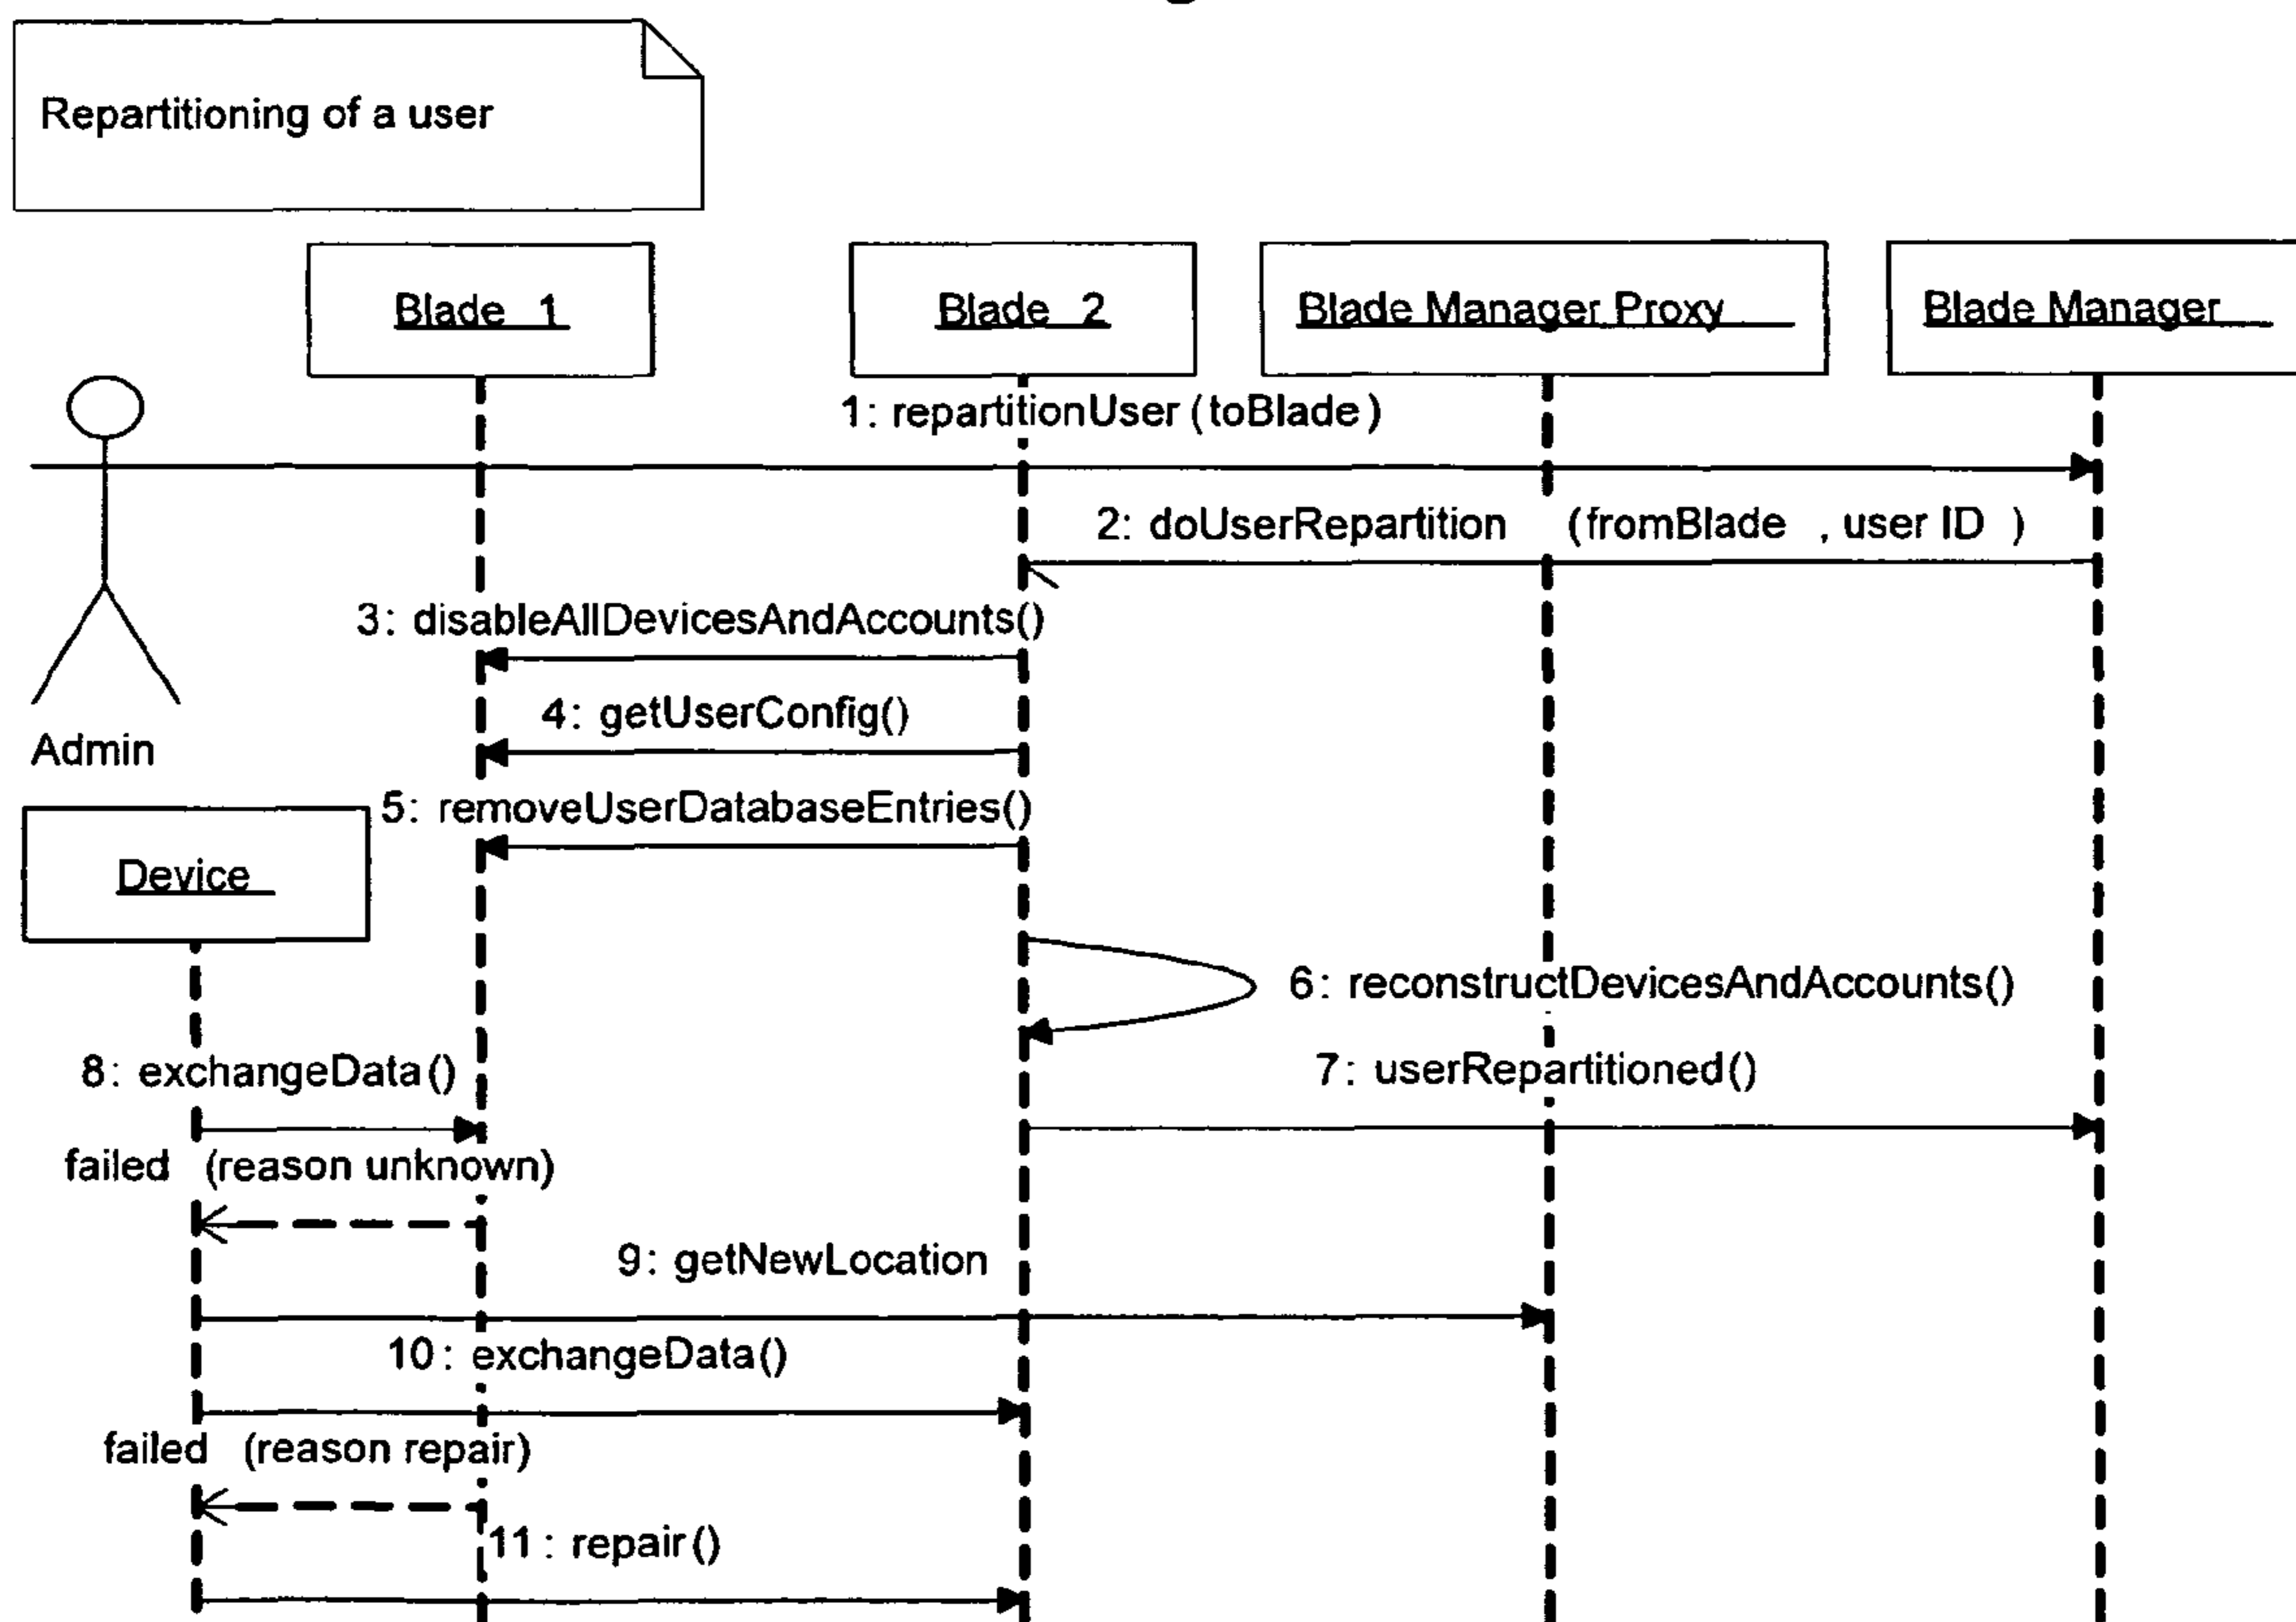 Repartitioning of a user
Blade 1
Blade 2
Blade Manager Proxy
Blade Manager
1: repartitionUser (toBlade)
2: doUserRepartition (fromBlade , user ID )
3: disableAllDevicesAndAccounts()
4: getUserConfig()
Admin
5: removeUserDatabaseEntries()
Device
6: reconstructDevicesAndAccounts()
8: exchangeData()
7: userRepartitioned()
failed (reason unknown)
9: getNewLocation
10: exchangeData()
failed (reason repair)
11: repair()